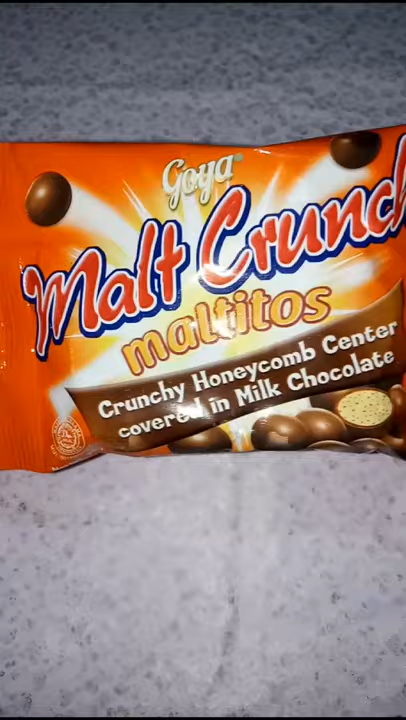 Goya
Malt Crunch
maltitos
Crunchy Honeycomb Center
covered in Milk Chocolate